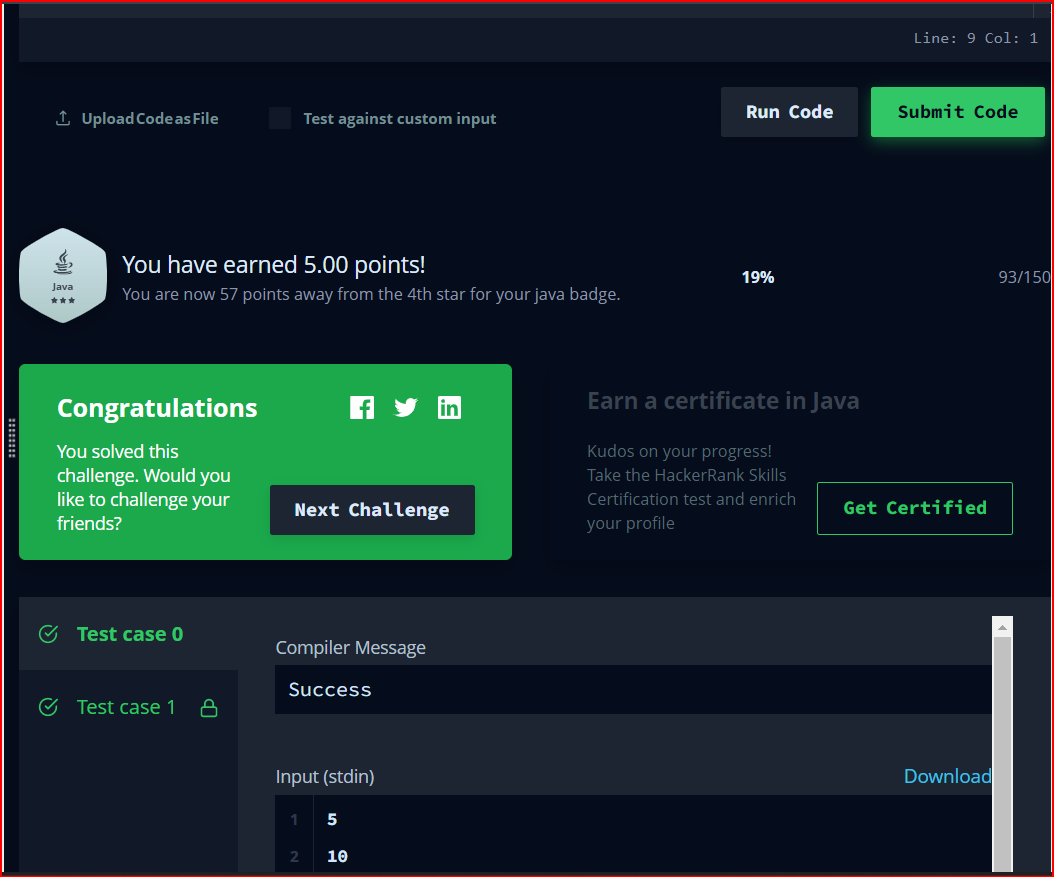 Line: 9 Col: 1
Upload Code as File
Test against custom input
Run Code
Submit Code
Java
You have earned 5.00 points!
You are now 57 points away from the 4th star for your java badge.
19%
93/150
Congratulations
You solved this
challenge. Would you
like to challenge your
friends?
Next Challenge
Earn a certificate in Java
Kudos on your progress!
Take the HackerRank Skills
Certification test and enrich
your profile
Get Certified
Test case 0
Test case 1
Compiler Message
Success
Input (stdin)
Download
1 5
2 10